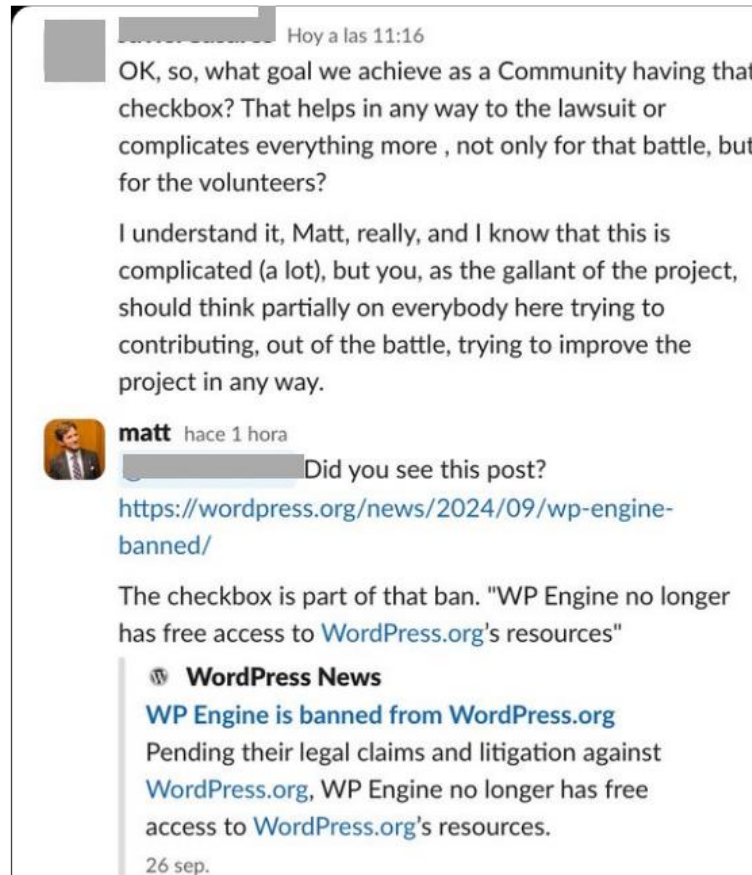 Hoy a las 11:16
OK, so, what goal we achieve as a Community having that
checkbox? That helps in any way to the lawsuit or
complicates everything more , not only for that battle, but
for the volunteers?
I understand it, Matt, really, and I know that this is
complicated (a lot), but you, as the gallant of the project,
should think partially on everybody here trying to
contributing, out of the battle, trying to improve the
project in any way.
matt hace 1 hora
Did you see this post?
https://wordpress.org/news/2024/09/wp-engine-
banned/
The checkbox is part of that ban. "WP Engine no longer
has free access to WordPress.org's resources"
WordPress News
WP Engine is banned from WordPress.org
Pending their legal claims and litigation against
WordPress.org, WP Engine no longer has free
access to WordPress.org's resources.
26 sep.